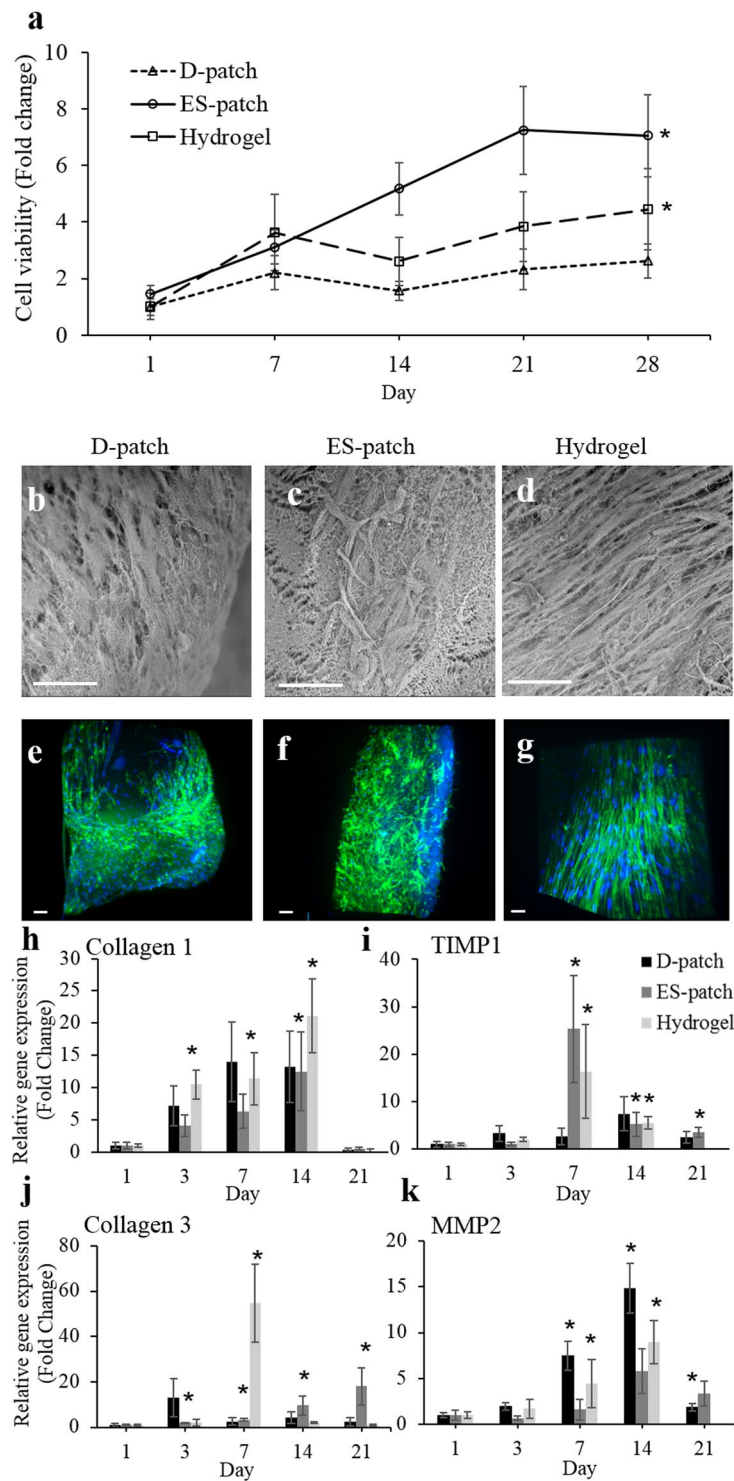 a
10
8
6
4
2
0
Cell viability (Fold change)
D-patch
ES-patch
Hydrogel
*
*
1 7 14 21 28
Day
D-patch ES-patch Hydrogel
b c d
e f g
h Collagen 1
30
25
20
15
10
5
0
Relative gene expression
(Fold Change)
* * * *
1 3 7 14 21
Day
i TIMP1
40
30
20
10
0
D-patch
ES-patch
Hydrogel
* * ** *
1 3 7 14 21
Day
j Collagen 3
80
60
40
20
0
Relative gene expression
(Fold Change)
* * * * *
1 3 7 14 21
Day
k MMP2
20
15
10
5
0
* * * * *
1 3 7 14 21
Day